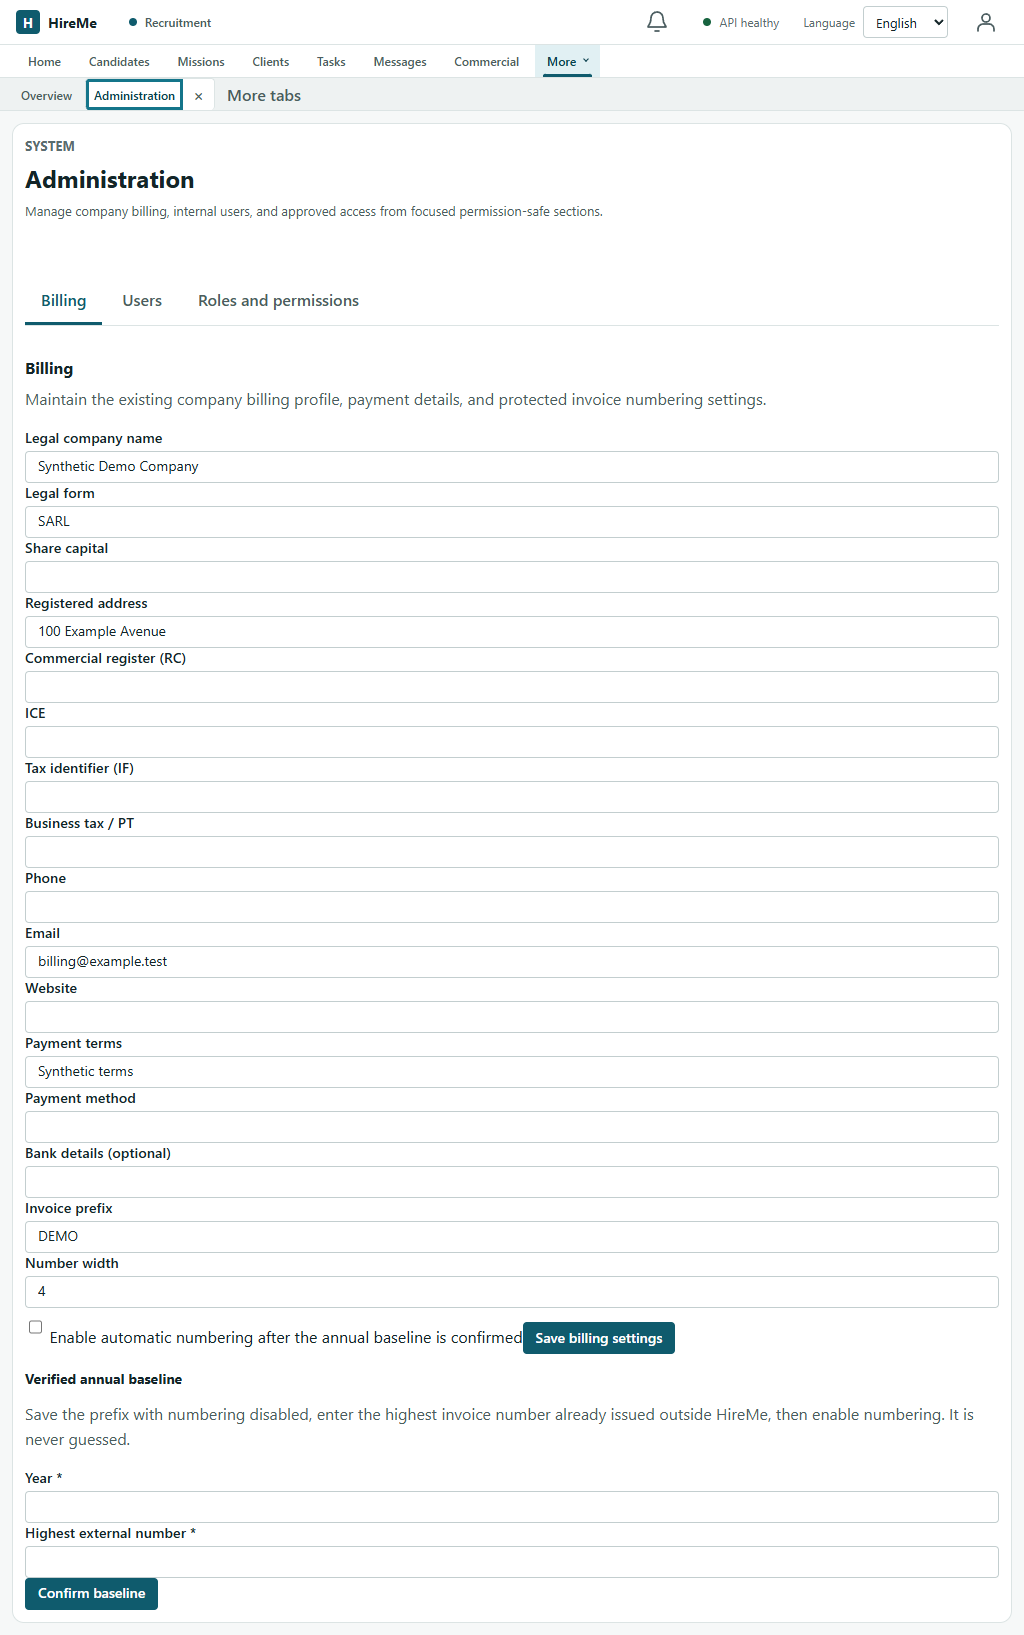 H HireMe
Recruitment
API healthy
Language
English
Home
Candidates
Missions
Clients
Tasks
Messages
Commercial
More
Overview
Administration
×
More tabs
SYSTEM
Administration
Manage company billing, internal users, and approved access from focused permission-safe sections.
Billing
Users
Roles and permissions
Billing
Maintain the existing company billing profile, payment details, and protected invoice numbering settings.
Legal company name
Synthetic Demo Company
Legal form
SARL
Share capital
Registered address
100 Example Avenue
Commercial register (RC)
ICE
Tax identifier (IF)
Business tax / PT
Phone
Email
billing@example.test
Website
Payment terms
Synthetic terms
Payment method
Bank details (optional)
Invoice prefix
DEMO
Number width
4
Enable automatic numbering after the annual baseline is confirmed
Save billing settings
Verified annual baseline
Save the prefix with numbering disabled, enter the highest invoice number already issued outside HireMe, then enable numbering. It is
never guessed.
Year *
Highest external number *
Confirm baseline